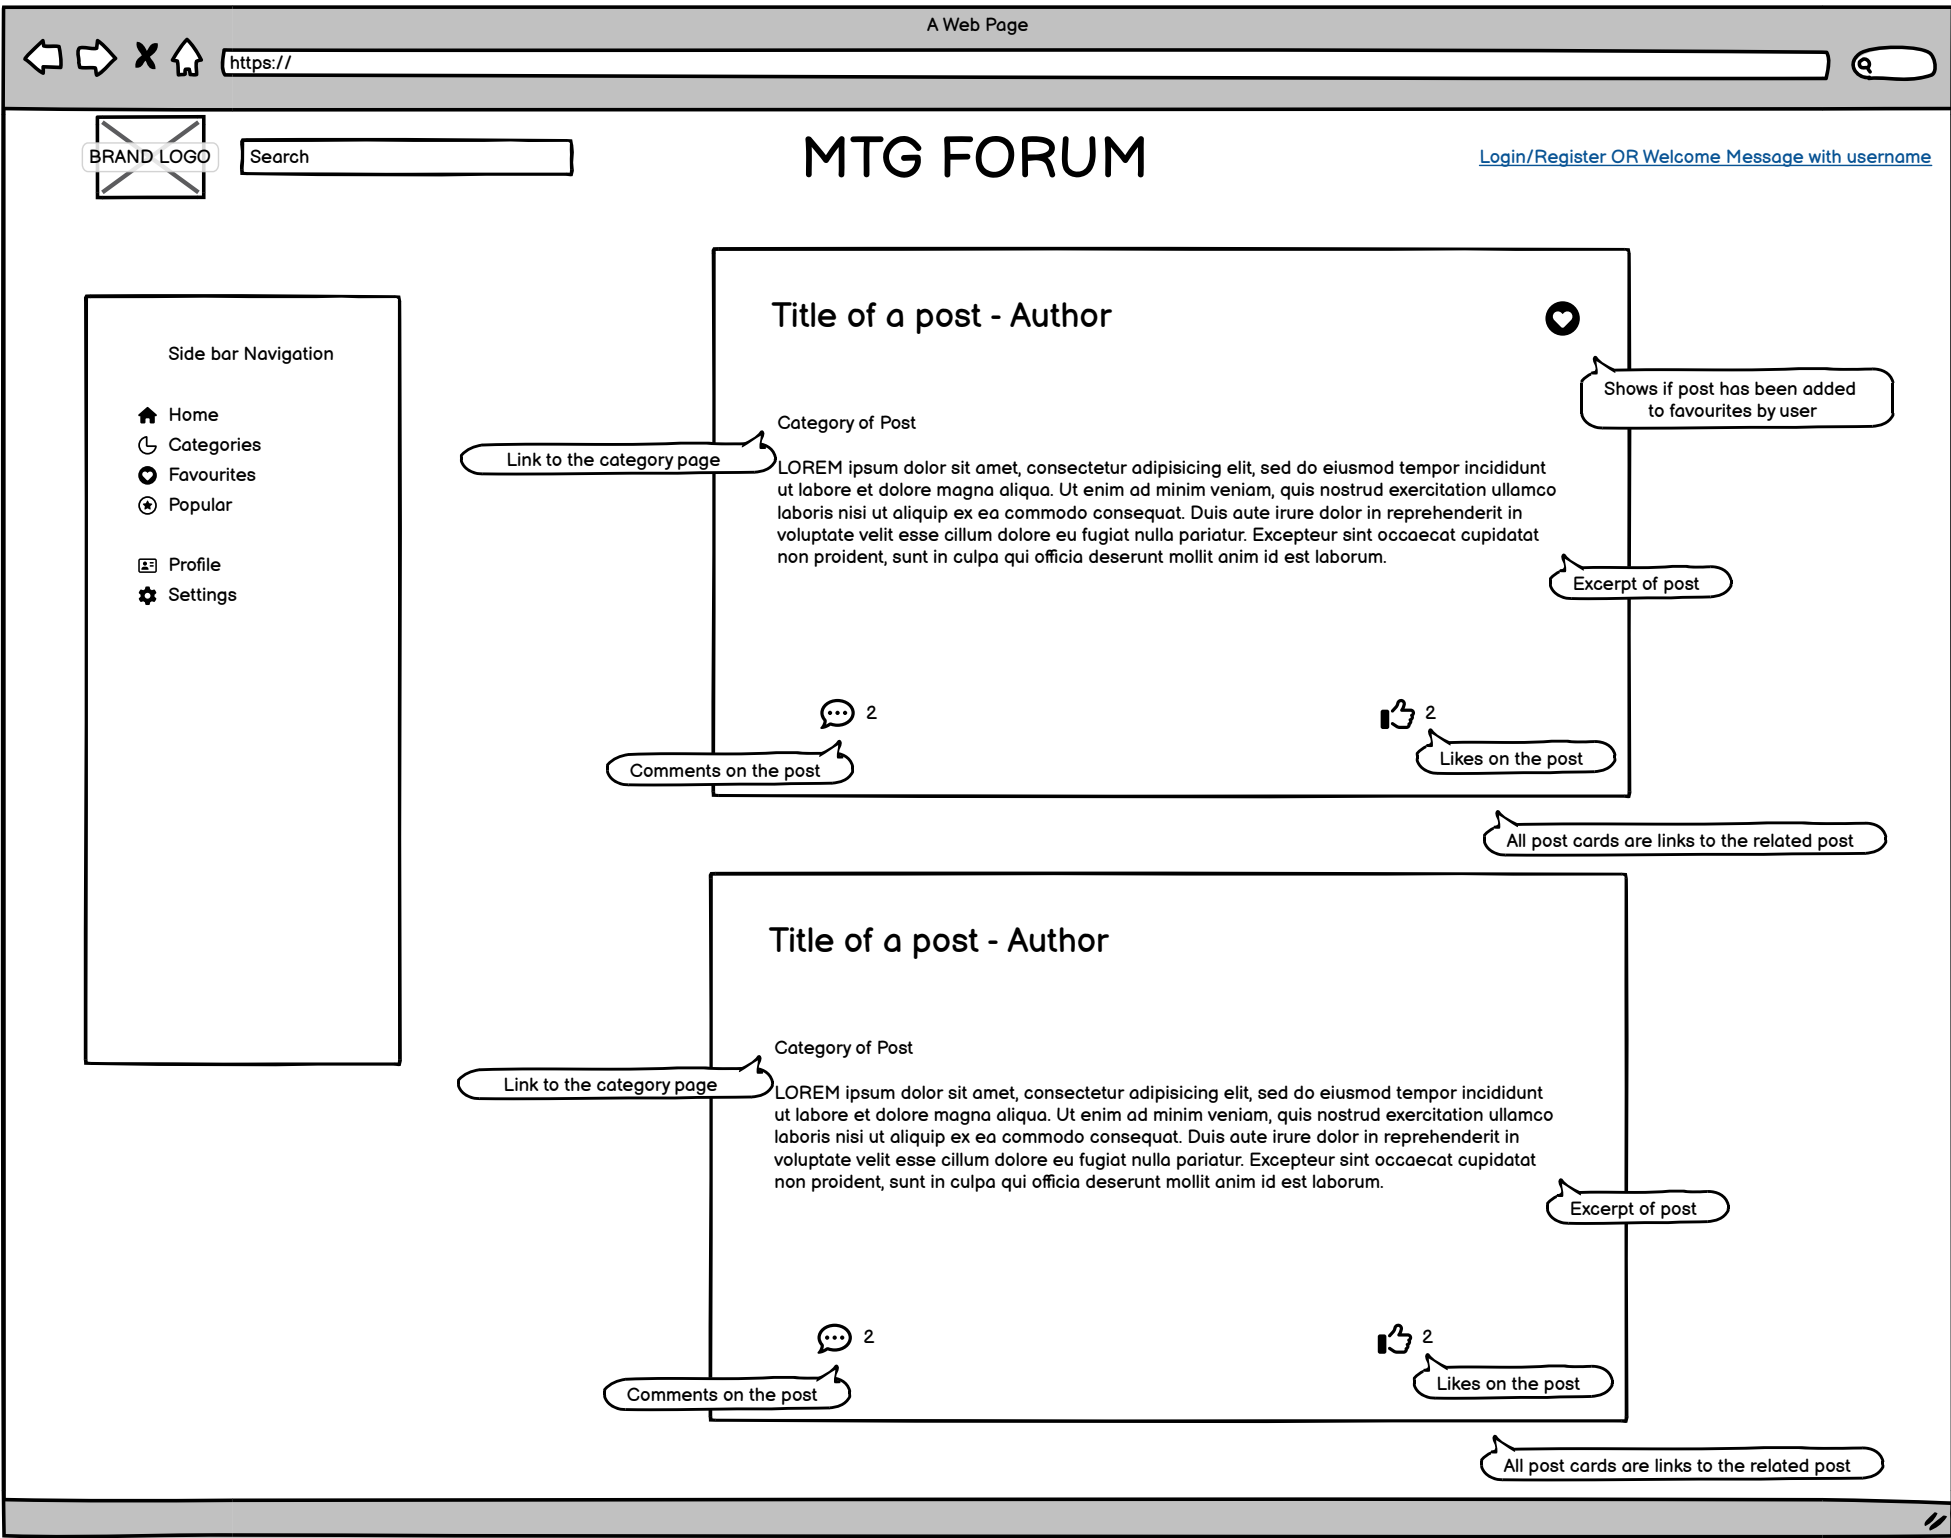 A Web Page
https://
BRAND LOGO
Search
MTG FORUM
Login/Register OR Welcome Message with username
Side bar Navigation
Home
Categories
Favourites
Popular
Profile
Settings
Title of a post - Author
Shows if post has been added
to favourites by user
Category of Post
Link to the category page
LOREM ipsum dolor sit amet, consectetur adipisicing elit, sed do eiusmod tempor incididunt
ut labore et dolore magna aliqua. Ut enim ad minim veniam, quis nostrud exercitation ullamco
laboris nisi ut aliquip ex ea commodo consequat. Duis aute irure dolor in reprehenderit in
voluptate velit esse cillum dolore eu fugiat nulla pariatur. Excepteur sint occaecat cupidatat
non proident, sunt in culpa qui officia deserunt mollit anim id est laborum.
Excerpt of post
2
2
Comments on the post
Likes on the post
All post cards are links to the related post
Title of a post - Author
Category of Post
Link to the category page
LOREM ipsum dolor sit amet, consectetur adipisicing elit, sed do eiusmod tempor incididunt
ut labore et dolore magna aliqua. Ut enim ad minim veniam, quis nostrud exercitation ullamco
laboris nisi ut aliquip ex ea commodo consequat. Duis aute irure dolor in reprehenderit in
voluptate velit esse cillum dolore eu fugiat nulla pariatur. Excepteur sint occaecat cupidatat
non proident, sunt in culpa qui officia deserunt mollit anim id est laborum.
Excerpt of post
2
2
Comments on the post
Likes on the post
All post cards are links to the related post